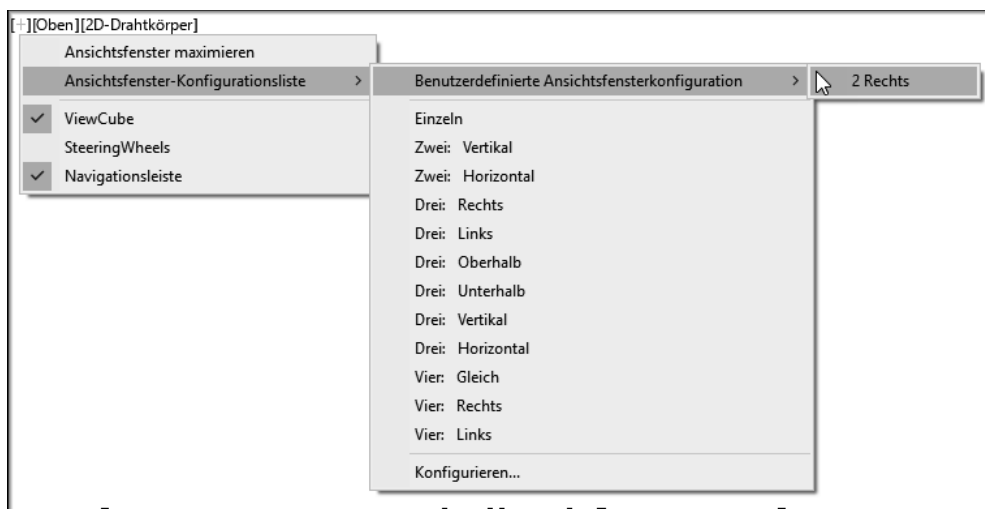 [+][Oben][2D-Drahtkörper]
Ansichtsfenster maximieren
Ansichtsfenster-Konfigurationsliste >
ViewCube
SteeringWheels
Navigationsleiste
Benutzerdefinierte Ansichtsfensterkonfiguration >
Einzeln
Zwei: Vertikal
Zwei: Horizontal
Drei: Rechts
Drei: Links
Drei: Oberhalb
Drei: Unterhalb
Drei: Vertikal
Drei: Horizontal
Vier: Gleich
Vier: Rechts
Vier: Links
Konfigurieren...
2 Rechts